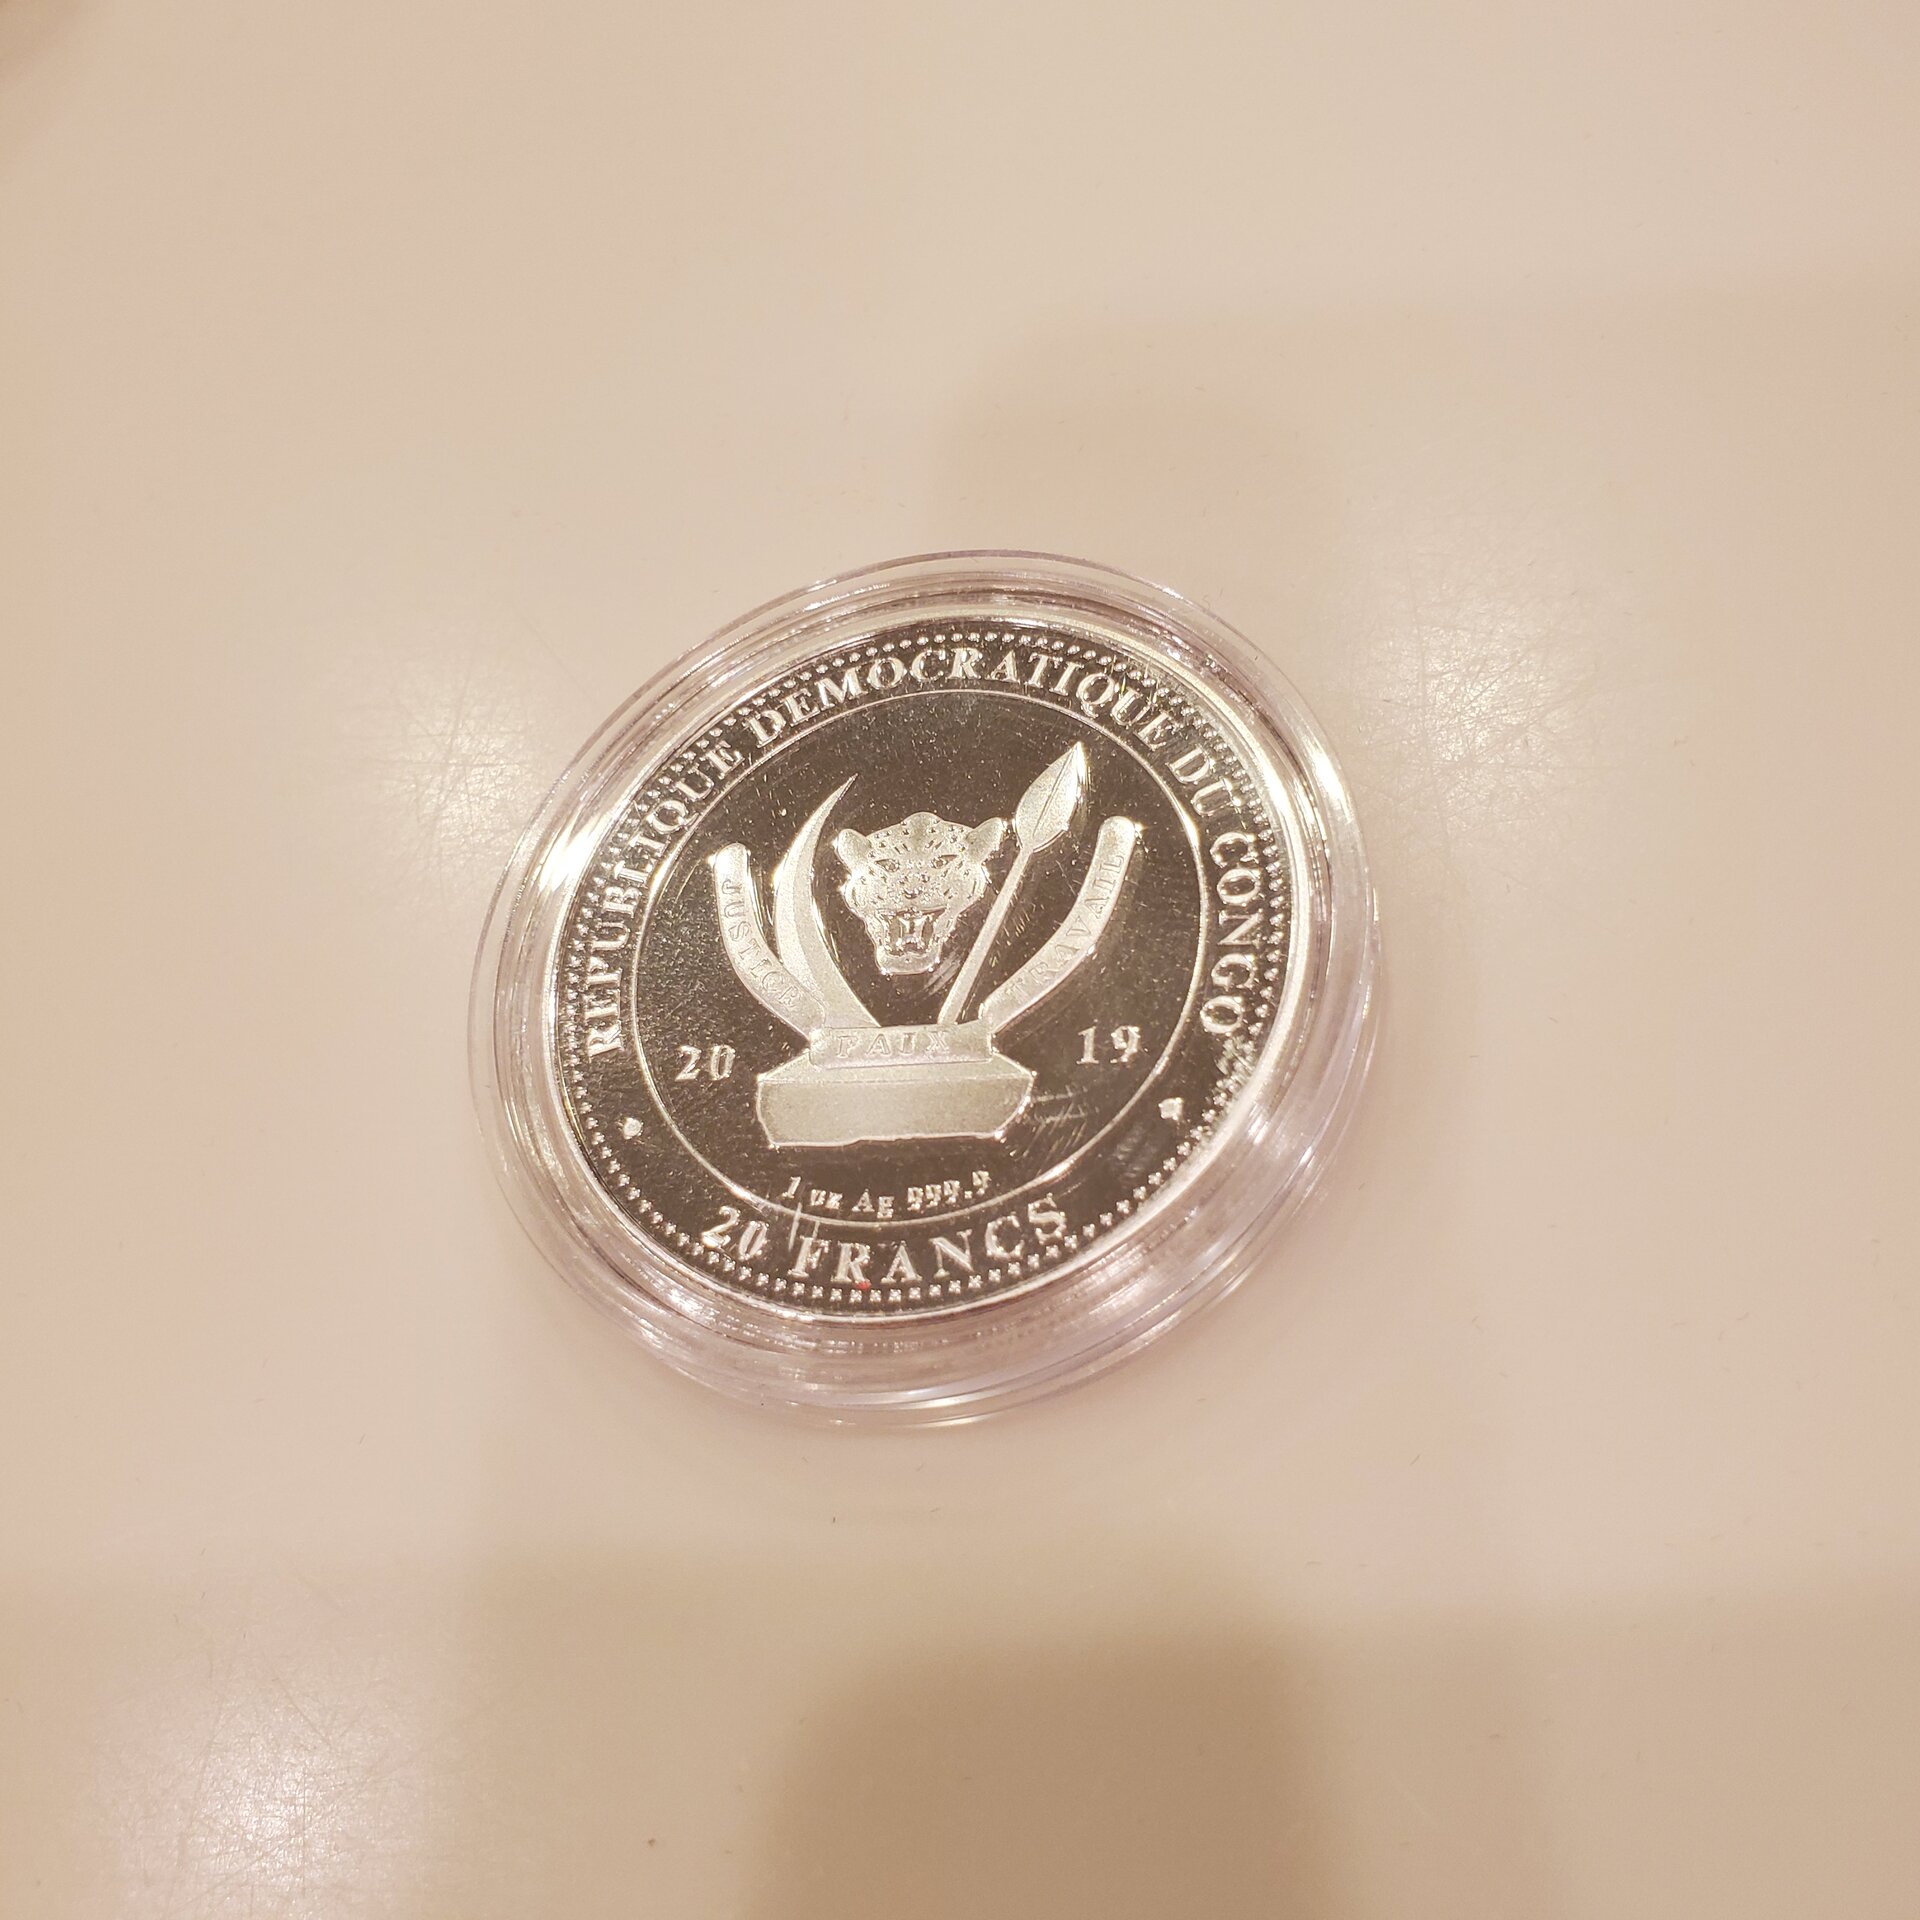 REPUBLIQUE DEMOCRATIQUE DU CONGO
JUSTICE
PAIX
TRAVAIL
20 19
1 oz Ag 999.9
20 FRANCS